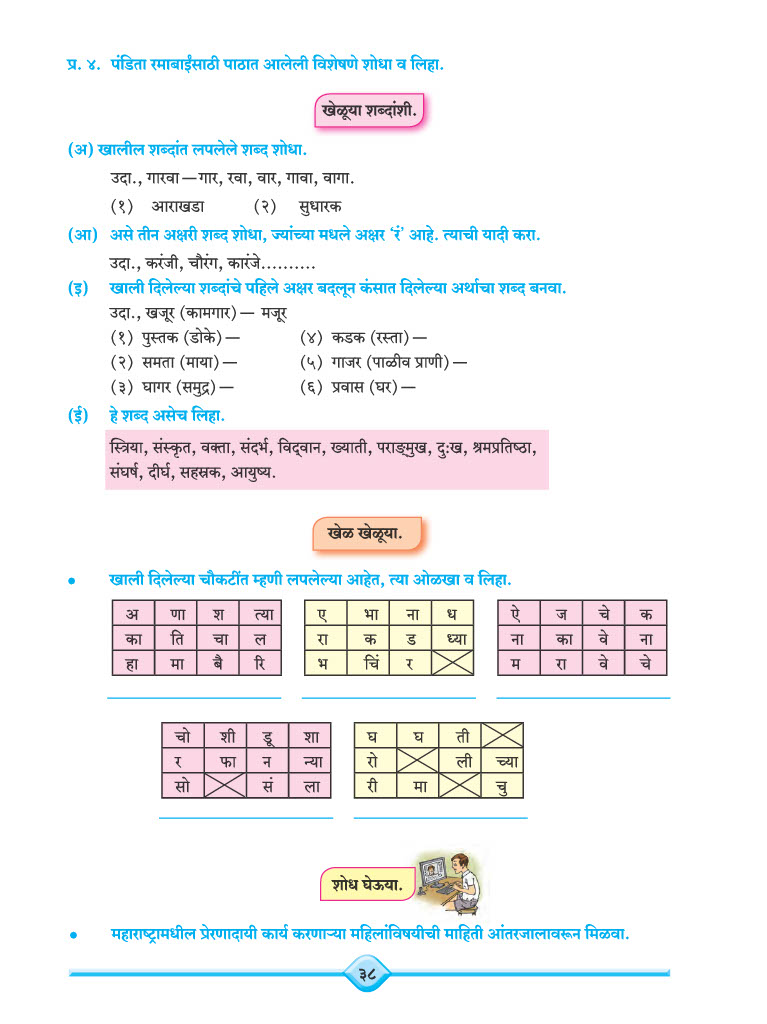 प्र. ४. पंडिता रमाबाईंसाठी पाठात आलेली विशेषणे शोधा व लिहा.
खेळूया शब्दांशी.
(अ) खालील शब्दांत लपलेले शब्द शोधा.
उदा., गारवा — गार, रवा, वार, गावा, वागा.
(१) आराखडा (२) सुधारक
(आ) असे तीन अक्षरी शब्द शोधा, ज्यांच्या मधले अक्षर ‘रं’ आहे. त्याची यादी करा.
उदा., करंजी, चौरंग, कारंजे..........
(इ) खाली दिलेल्या शब्दांचे पहिले अक्षर बदलून कंसात दिलेल्या अर्थाचा शब्द बनवा.
उदा., खजूर (कामगार) — मजूर
(१) पुस्तक (डोके) — (४) कडक (रस्ता) —
(२) समता (माया) — (५) गाजर (पाळीव प्राणी) —
(३) घागर (समुद्र) — (६) प्रवास (घर) —
(ई) हे शब्द असेच लिहा.
स्त्रिया, संस्कृत, वक्ता, संदर्भ, विद्‌वान, ख्याती, पराङ्मुख, दुःख, श्रमप्रतिष्ठा,
संघर्ष, दीर्घ, सहस्रक, आयुष्य.
खेळ खेळूया.
• खाली दिलेल्या चौकटींत म्हणी लपलेल्या आहेत, त्या ओळखा व लिहा.
अ णा श त्या ए भा ना ध ऐ ज चे क
का ति चा ल रा क ड ध्या ना का वे ना
हा मा बै रि भ चिं र म रा वे चे
चो शी डू शा घ घ ती
र फा न न्या रो ली च्या
सो सं ला री मा चु
शोध घेऊया.
• महाराष्ट्रामधील प्रेरणादायी कार्य करणाऱ्या महिलांविषयीची माहिती आंतरजालावरून मिळवा.
३८